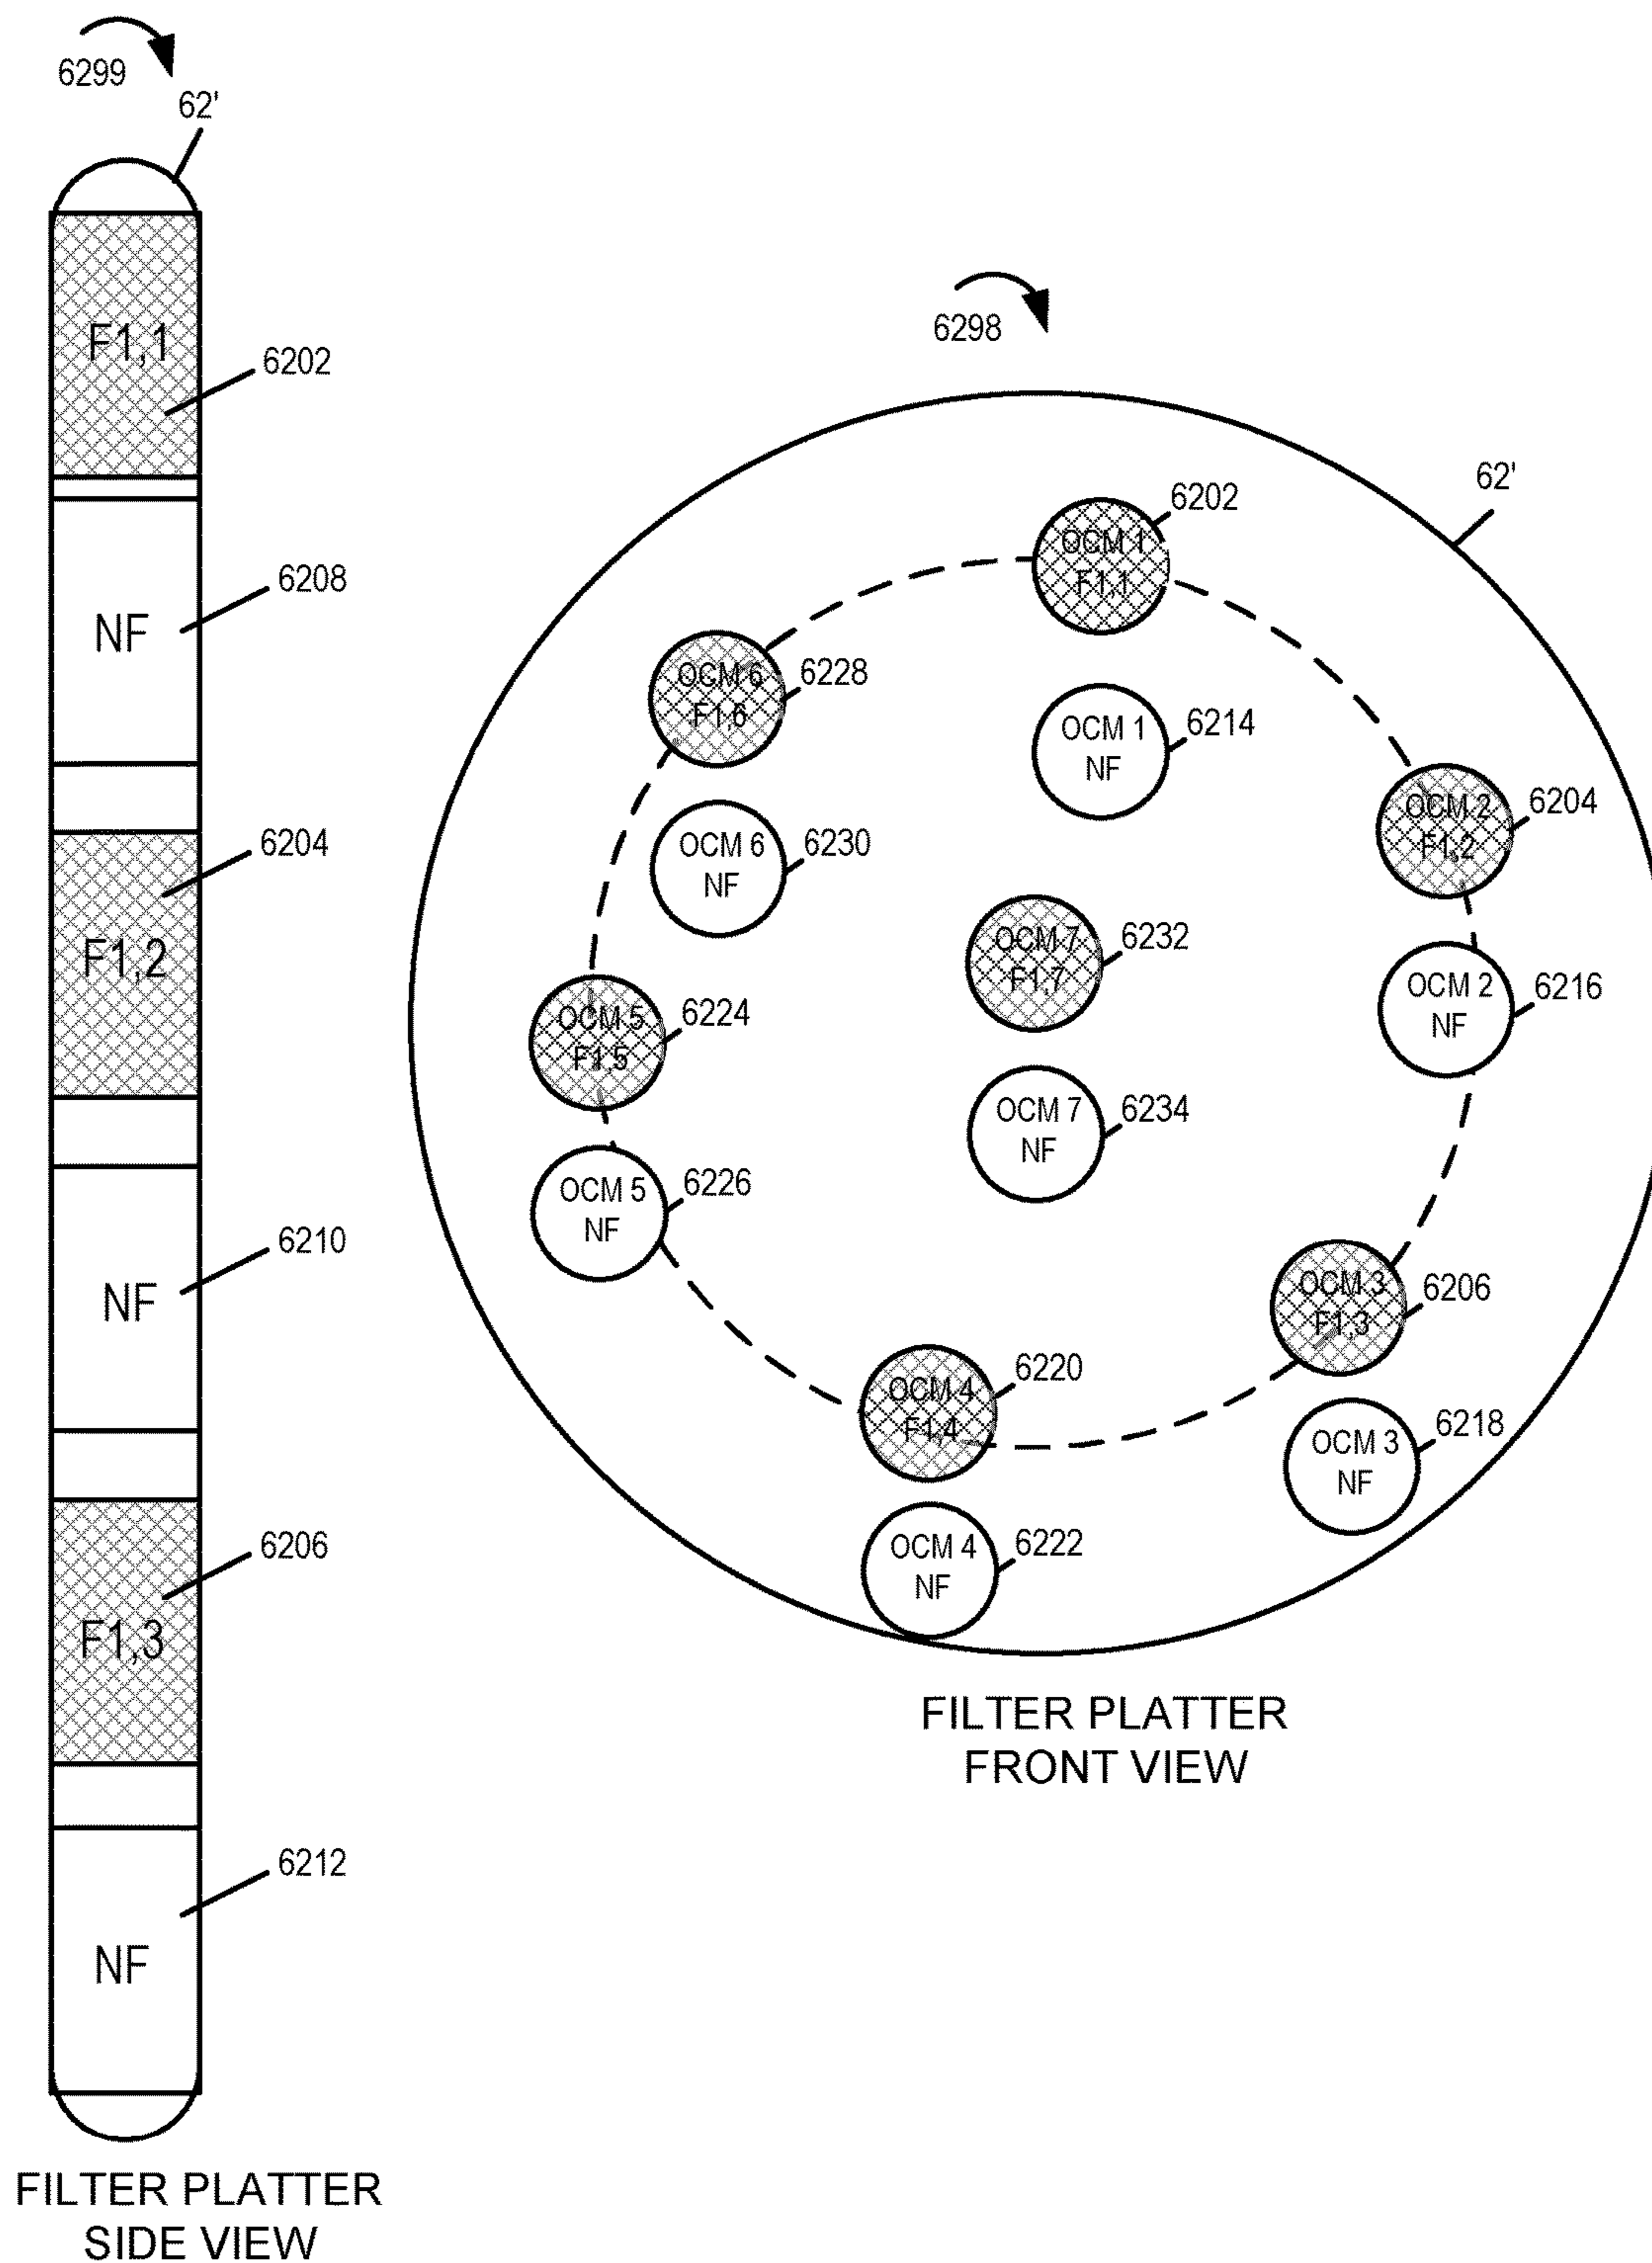 6299
62'
F1,1
6202
NF
6208
6204
F1,2
NF
6210
6206
F1,3
6212
NF
FILTER PLATTER
SIDE VIEW
6298
62'
6202
OCM 1
F1,1
OCM 6
F1,6
6228
OCM 1
NF
6214
OCM 2
F1,2
6204
OCM 6
NF
6230
OCM 7
F1,7
6232
OCM 2
NF
6216
OCM 5
F1,5
6224
OCM 7
NF
6234
OCM 5
NF
6226
OCM 3
F1,3
6206
OCM 4
F1,4
6220
OCM 3
NF
6218
OCM 4
NF
6222
FILTER PLATTER
FRONT VIEW